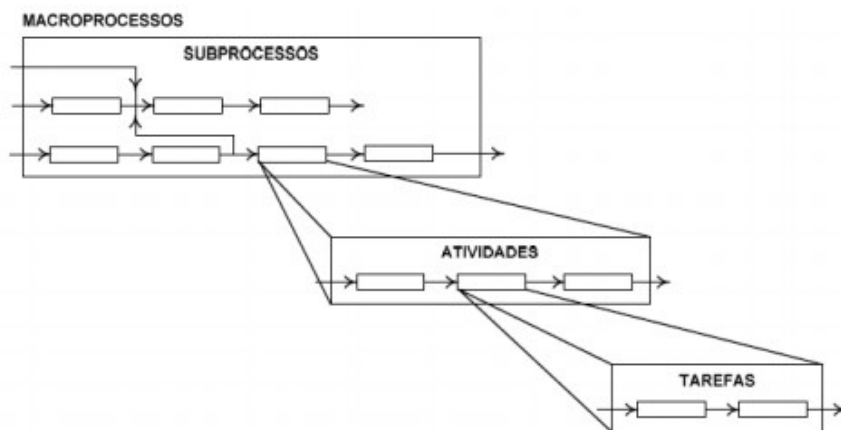 MACROPROCESSOS
SUBPROCESSOS
ATIVIDADES
TAREFAS